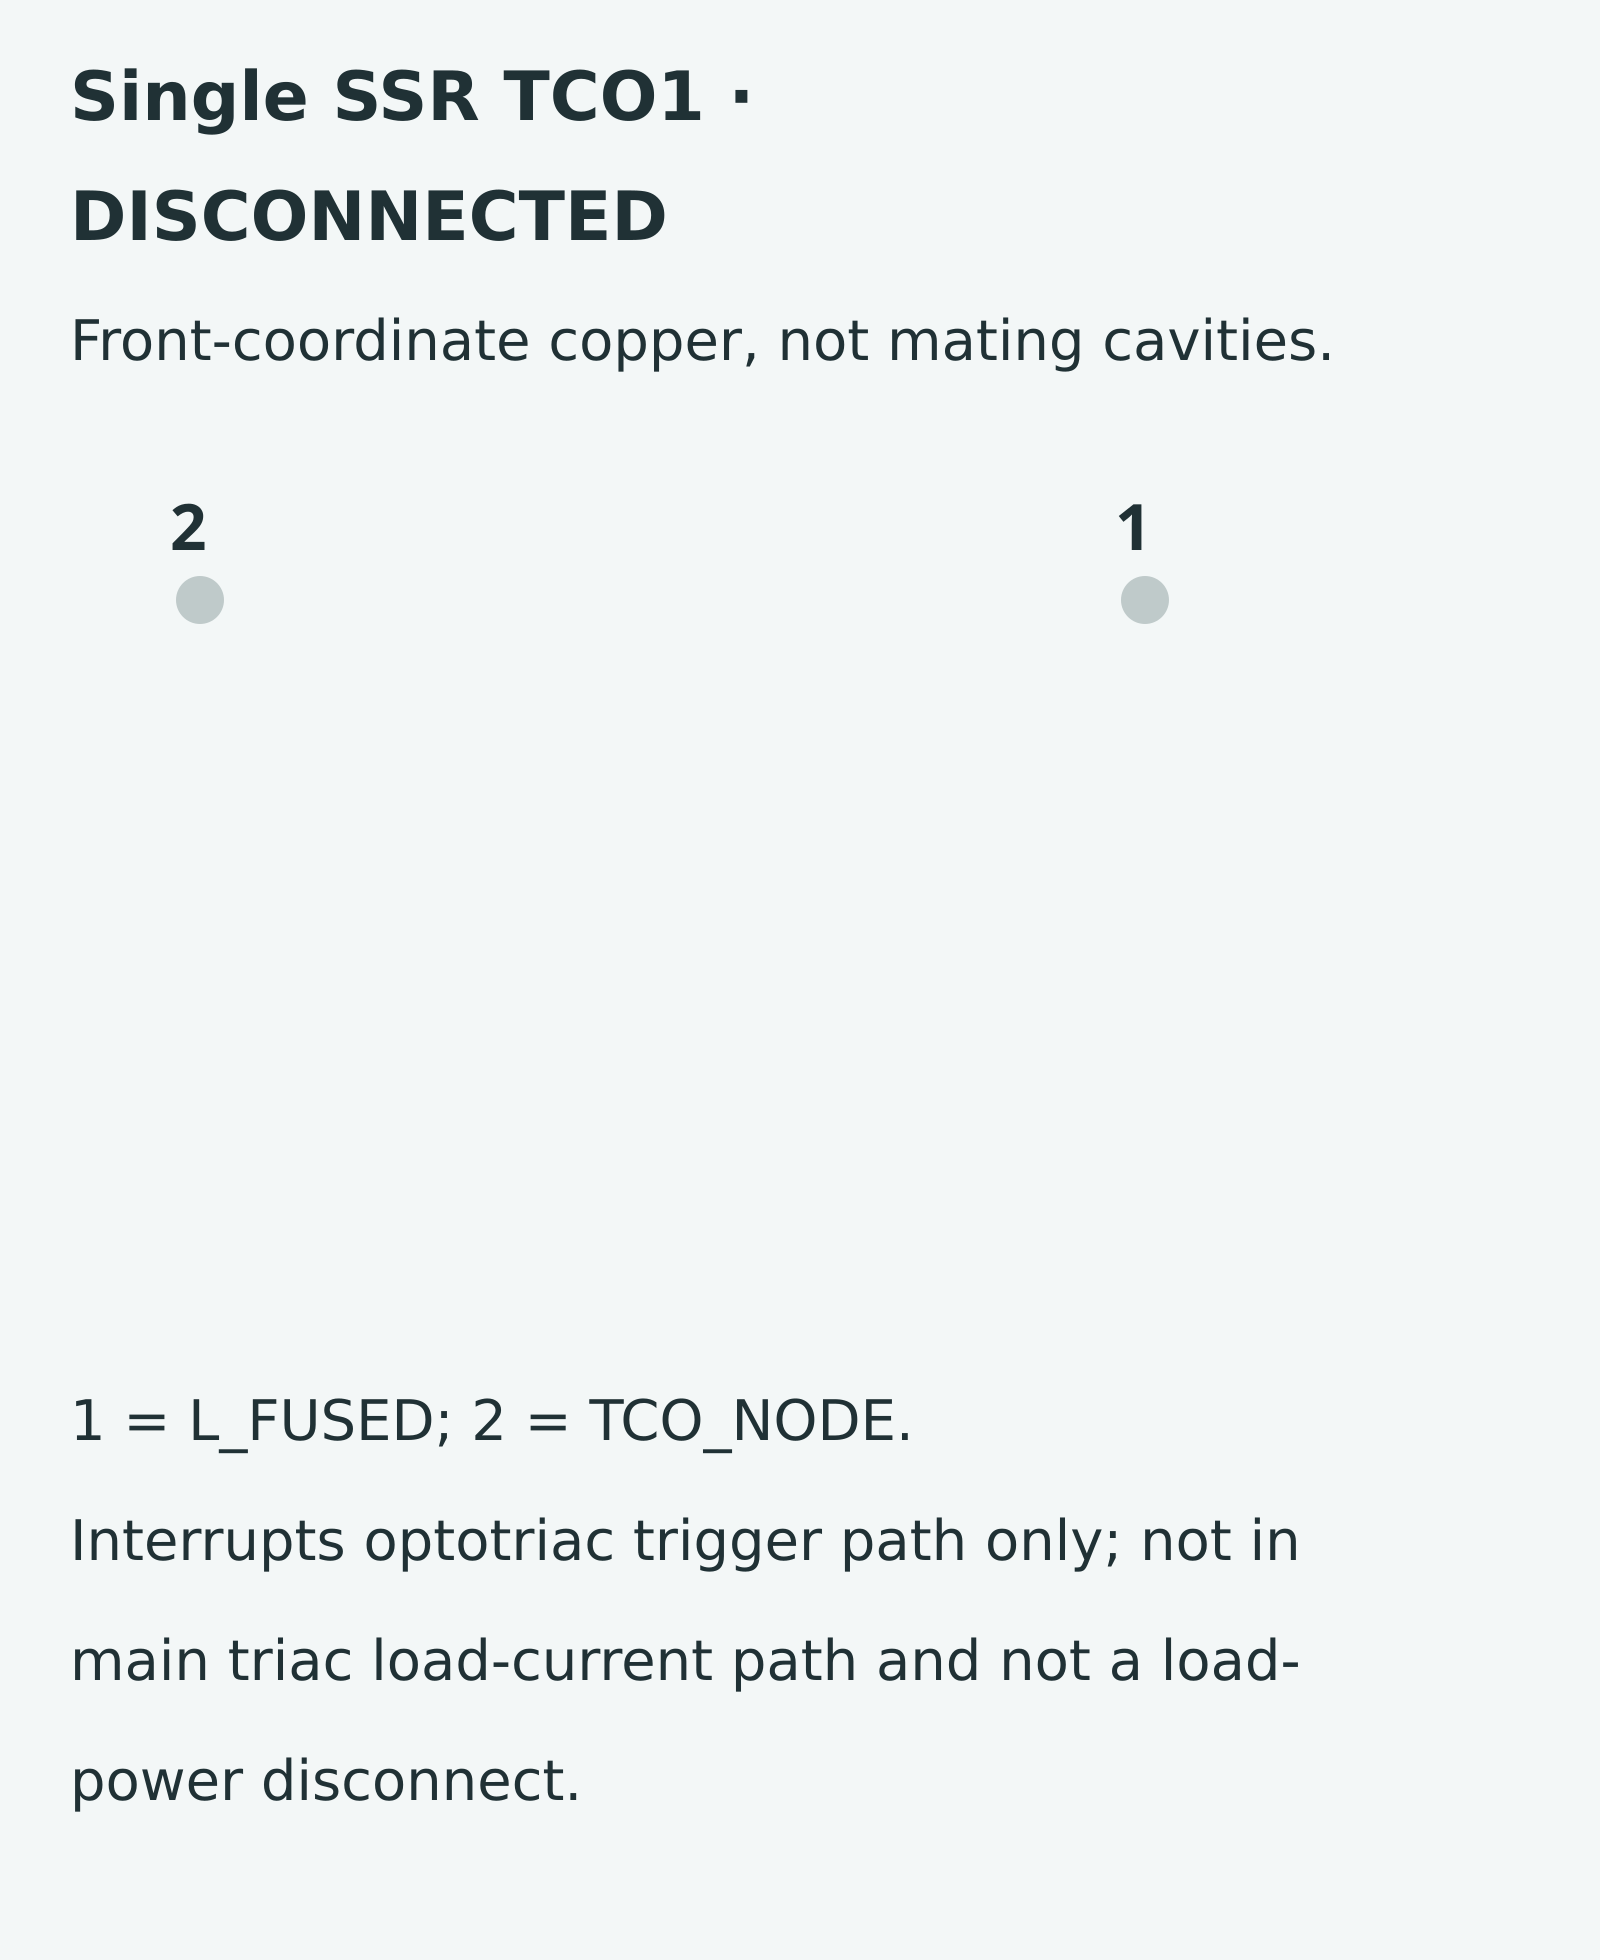 Single SSR TCO1 ·
DISCONNECTED
Front-coordinate copper, not mating cavities.
2 1
1 = L_FUSED; 2 = TCO_NODE.
Interrupts optotriac trigger path only; not in
main triac load-current path and not a load-
power disconnect.